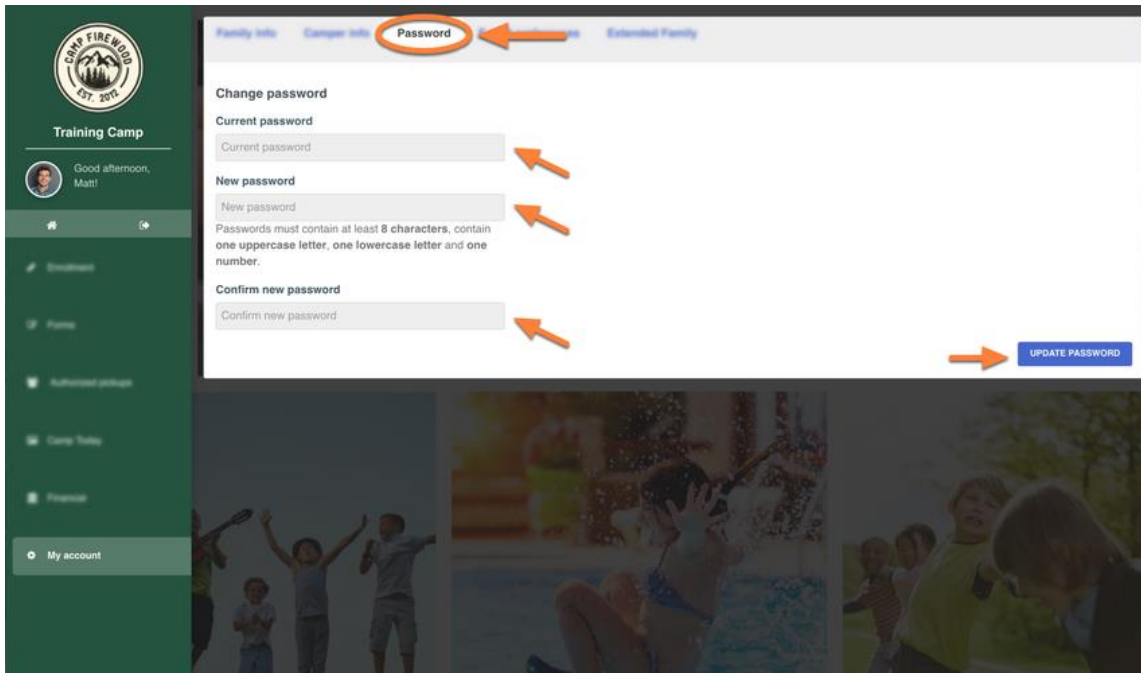 CAMP FIREWOOD
EST. 2012
Training Camp
Good afternoon,
Matt!
Enrollment
Forms
Authorized pickups
Camp Today
Financial
My account
Family Info
Camper Info
Password
Extended Family
Change password
Current password
Current password
New password
New password
Passwords must contain at least 8 characters, contain
one uppercase letter, one lowercase letter and one
number.
Confirm new password
Confirm new password
UPDATE PASSWORD